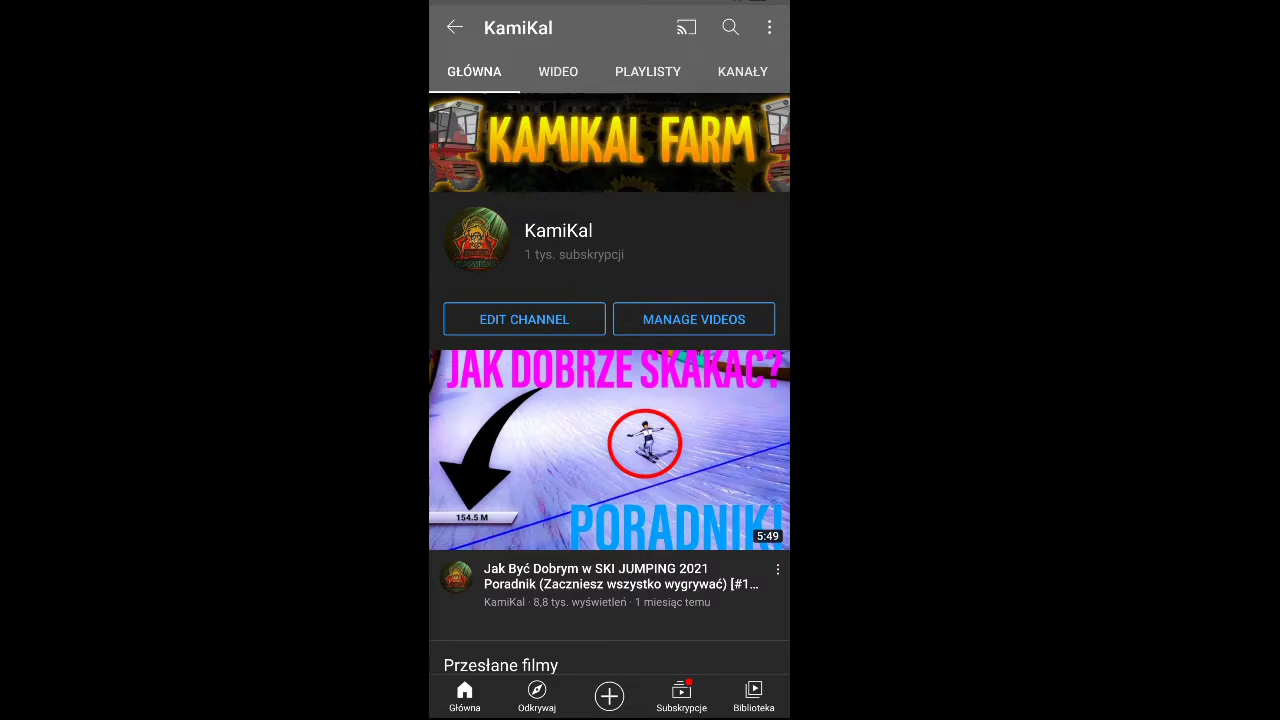 KamiKal
GŁÓWNA WIDEO PLAYLISTY KANAŁY
KAMIKAL FARM
KamiKal
1 tys. subskrypcji
EDIT CHANNEL MANAGE VIDEOS
JAK DOBRZE SKAKAĆ?
154.5 M
PORADNIK!
5:49
Jak Być Dobrym w SKI JUMPING 2021
Poradnik (Zaczniesz wszystko wygrywać) [#1...
KamiKal · 8,8 tys. wyświetleń · 1 miesiąc temu
Przesłane filmy
Główna Odkrywaj Subskrypcje Biblioteka